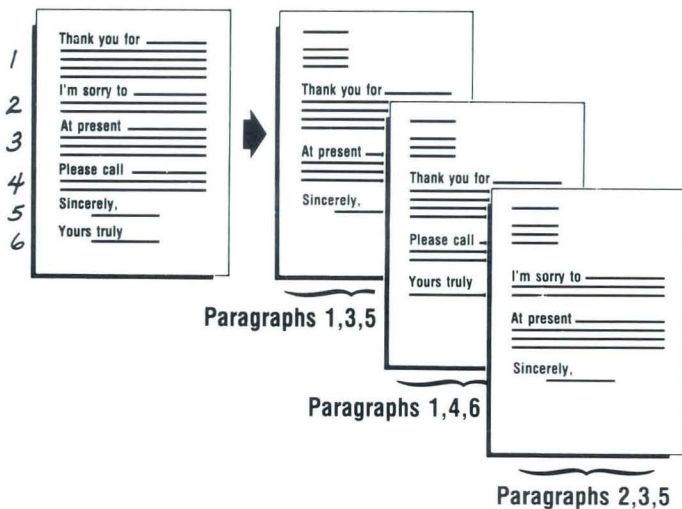 1 Thank you for
2 I'm sorry to
3 At present
4 Please call
5 Sincerely,
6 Yours truly
Thank you for
At present
Sincerely,
Paragraphs 1,3,5
Thank you for
Please call
Yours truly
Paragraphs 1,4,6
I'm sorry to
At present
Sincerely,
Paragraphs 2,3,5